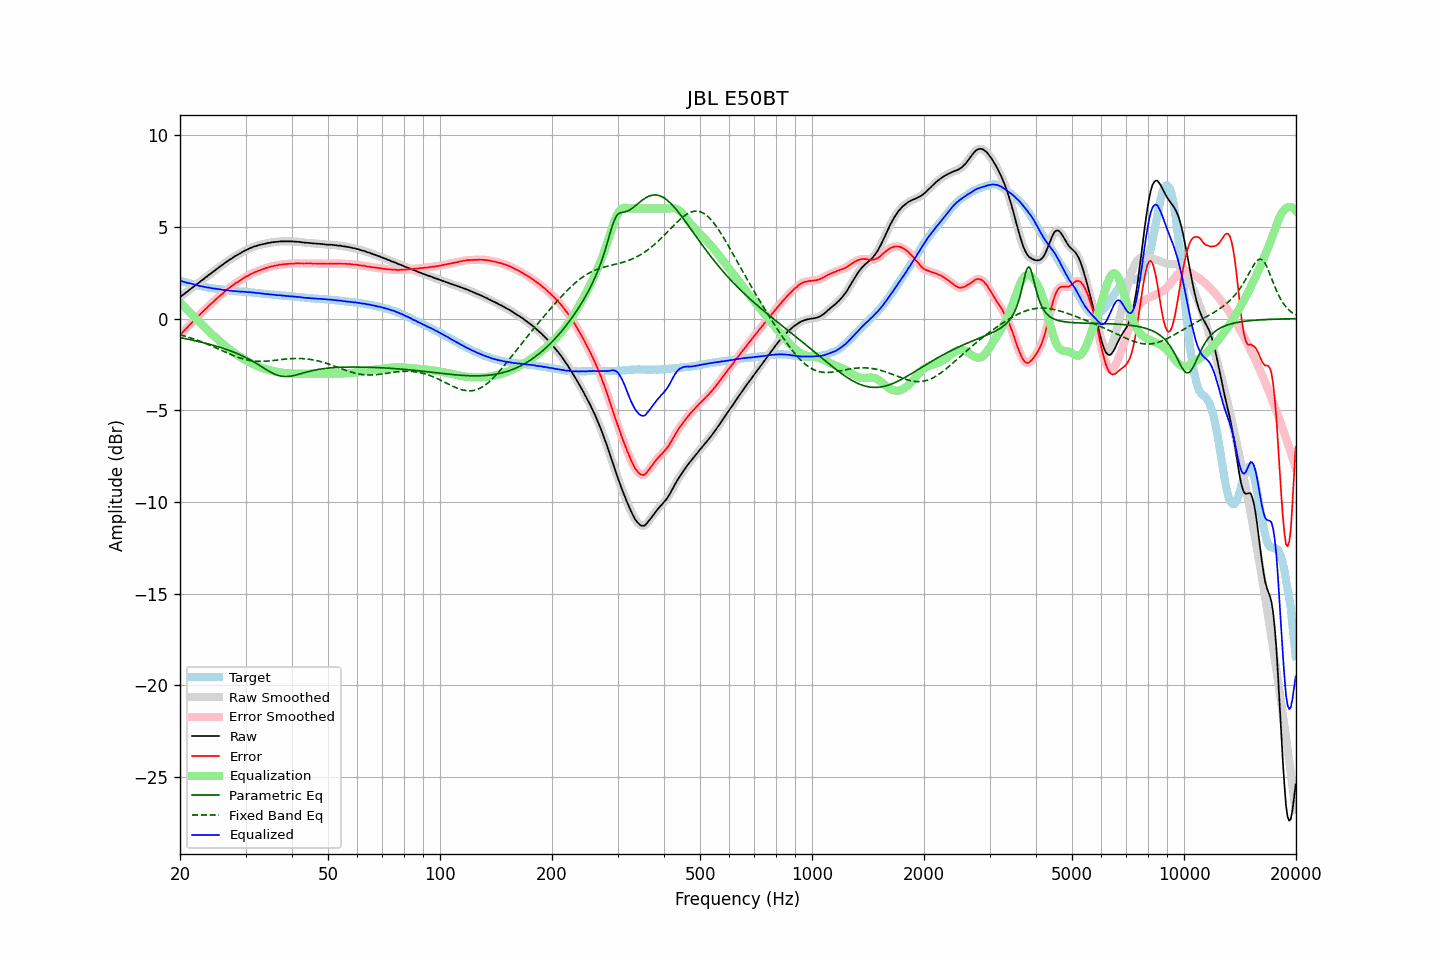 JBL E50BT
10
5
0
−5
−10
−15
−20
−25
Amplitude (dBr)
Target
Raw Smoothed
Error Smoothed
Raw
Error
Equalization
Parametric Eq
Fixed Band Eq
Equalized
20 50 100 200 500 1000 2000 5000 10000 20000
Frequency (Hz)